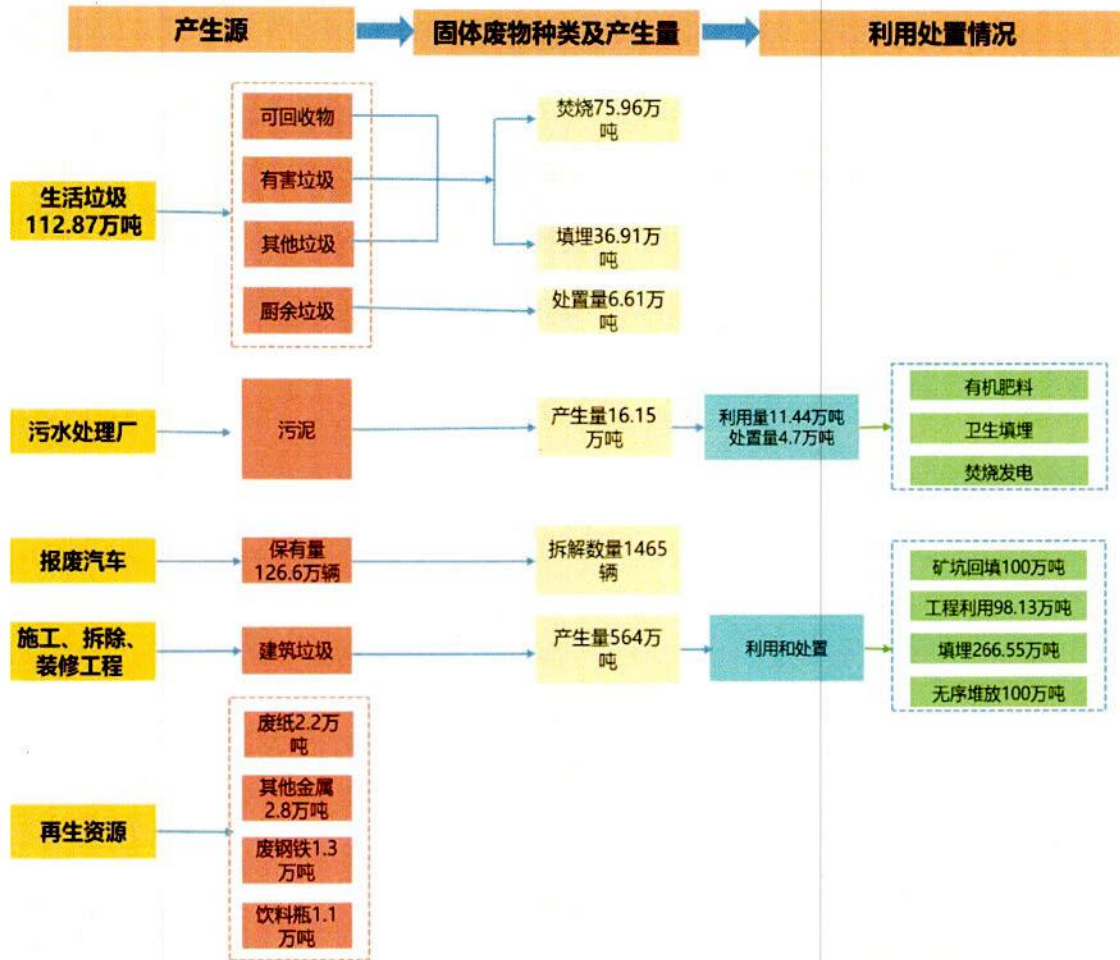 产生源
固体废物种类及产生量
利用处置情况
生活垃圾
112.87万吨
可回收物
有害垃圾
其他垃圾
厨余垃圾
焚烧75.96万
吨
填埋36.91万
吨
处置量6.61万
吨
污水处理厂
污泥
产生量16.15
万吨
利用量11.44万吨
处置量4.7万吨
有机肥料
卫生填埋
焚烧发电
报废汽车
保有量
126.6万辆
拆解数量1465
辆
施工、拆除、
装修工程
建筑垃圾
产生量564万
吨
利用和处置
矿坑回填100万吨
工程利用98.13万吨
填埋266.55万吨
无序堆放100万吨
再生资源
废纸2.2万
吨
其他金属
2.8万吨
废钢铁1.3
万吨
饮料瓶1.1
万吨